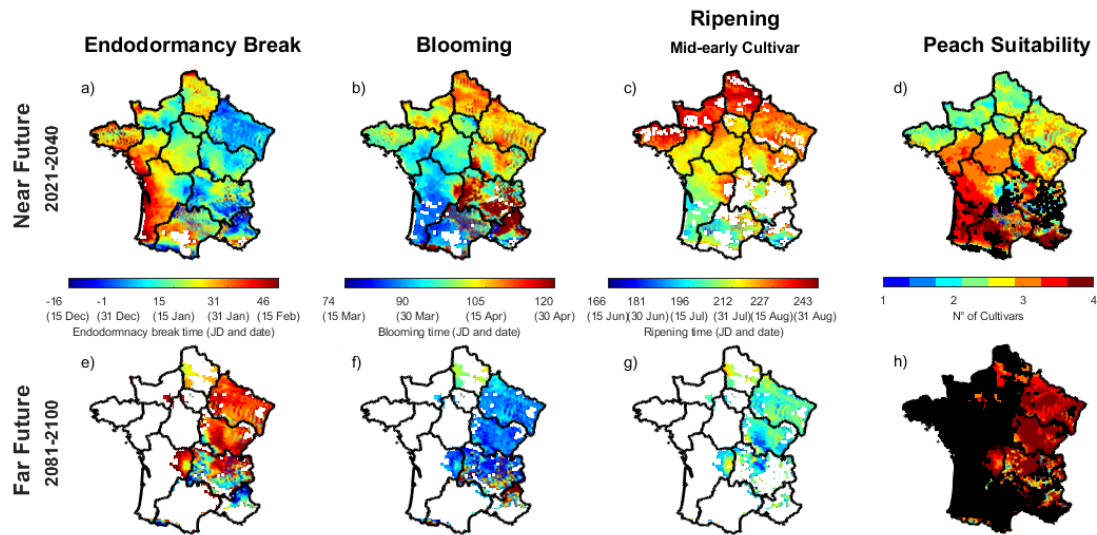 Endodormancy Break
Blooming
Ripening
Mid-early Cultivar
Peach Suitability
Near Future
2021-2040
a)
b)
c)
d)
-16 -1 15 31 46
(15 Dec) (31 Dec) (15 Jan) (31 Jan) (15 Feb)
Endodormnacy break time (JD and date)
74 90 105 120
(15 Mar) (30 Mar) (15 Apr) (30 Apr)
Blooming time (JD and date)
166 181 196 212 227 243
(15 Jun)(30 Jun)(15 Jul) (31 Jul)(15 Aug)(31 Aug)
Ripening time (JD and date)
1 2 3 4
N° of Cultivars
Far Future
2081-2100
e)
f)
g)
h)